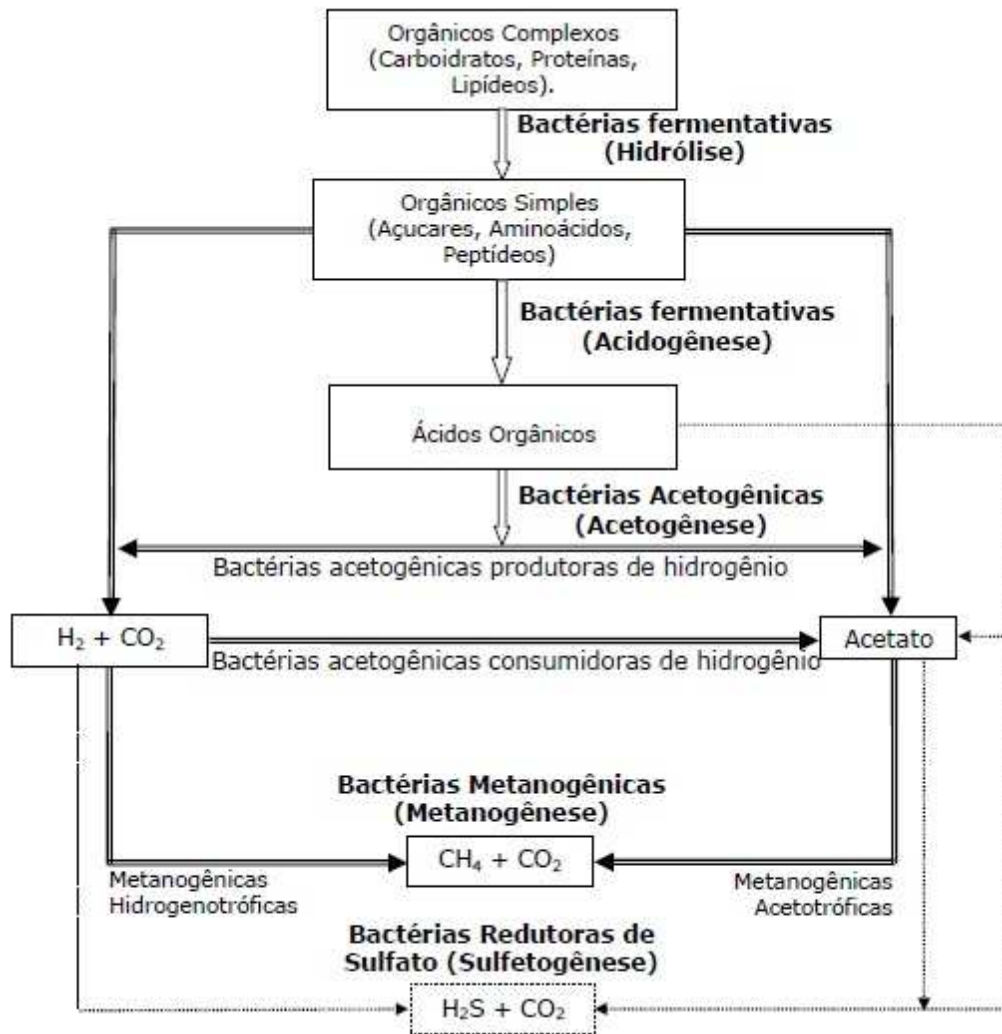 Orgânicos Complexos
(Carboidratos, Proteínas,
Lipídeos).
Bactérias fermentativas
(Hidrólise)
Orgânicos Simples
(Açucares, Aminoácidos,
Peptídeos)
Bactérias fermentativas
(Acidogênese)
Ácidos Orgânicos
Bactérias Acetogênicas
(Acetogênese)
Bactérias acetogênicas produtoras de hidrogênio
H₂ + CO₂
Acetato
Bactérias acetogênicas consumidoras de hidrogênio
Bactérias Metanogênicas
(Metanogênese)
CH₄ + CO₂
Metanogênicas
Hidrogenotróficas
Metanogênicas
Acetotróficas
Bactérias Redutoras de
Sulfato (Sulfetogênese)
H₂S + CO₂